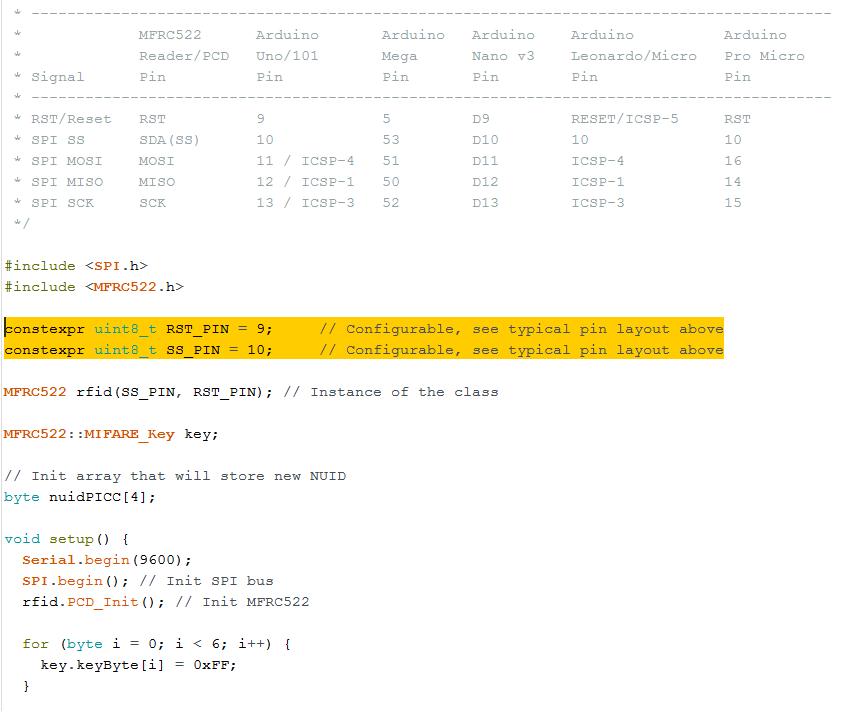 * -----------------------------------------------------------------------------------------
*             MFRC522      Arduino       Arduino   Arduino    Arduino          Arduino
*             Reader/PCD   Uno/101       Mega      Nano v3    Leonardo/Micro   Pro Micro
* Signal      Pin          Pin           Pin       Pin        Pin              Pin
* -----------------------------------------------------------------------------------------
* RST/Reset   RST          9             5         D9         RESET/ICSP-5     RST
* SPI SS      SDA(SS)      10            53        D10        10               10
* SPI MOSI    MOSI         11 / ICSP-4   51        D11        ICSP-4           16
* SPI MISO    MISO         12 / ICSP-1   50        D12        ICSP-1           14
* SPI SCK     SCK          13 / ICSP-3   52        D13        ICSP-3           15
*/
#include <SPI.h>
#include <MFRC522.h>
constexpr uint8_t RST_PIN = 9;     // Configurable, see typical pin layout above
constexpr uint8_t SS_PIN = 10;     // Configurable, see typical pin layout above
MFRC522 rfid(SS_PIN, RST_PIN); // Instance of the class
MFRC522::MIFARE_Key key;
// Init array that will store new NUID
byte nuidPICC[4];
void setup() {
  Serial.begin(9600);
  SPI.begin(); // Init SPI bus
  rfid.PCD_Init(); // Init MFRC522
  for (byte i = 0; i < 6; i++) {
    key.keyByte[i] = 0xFF;
  }